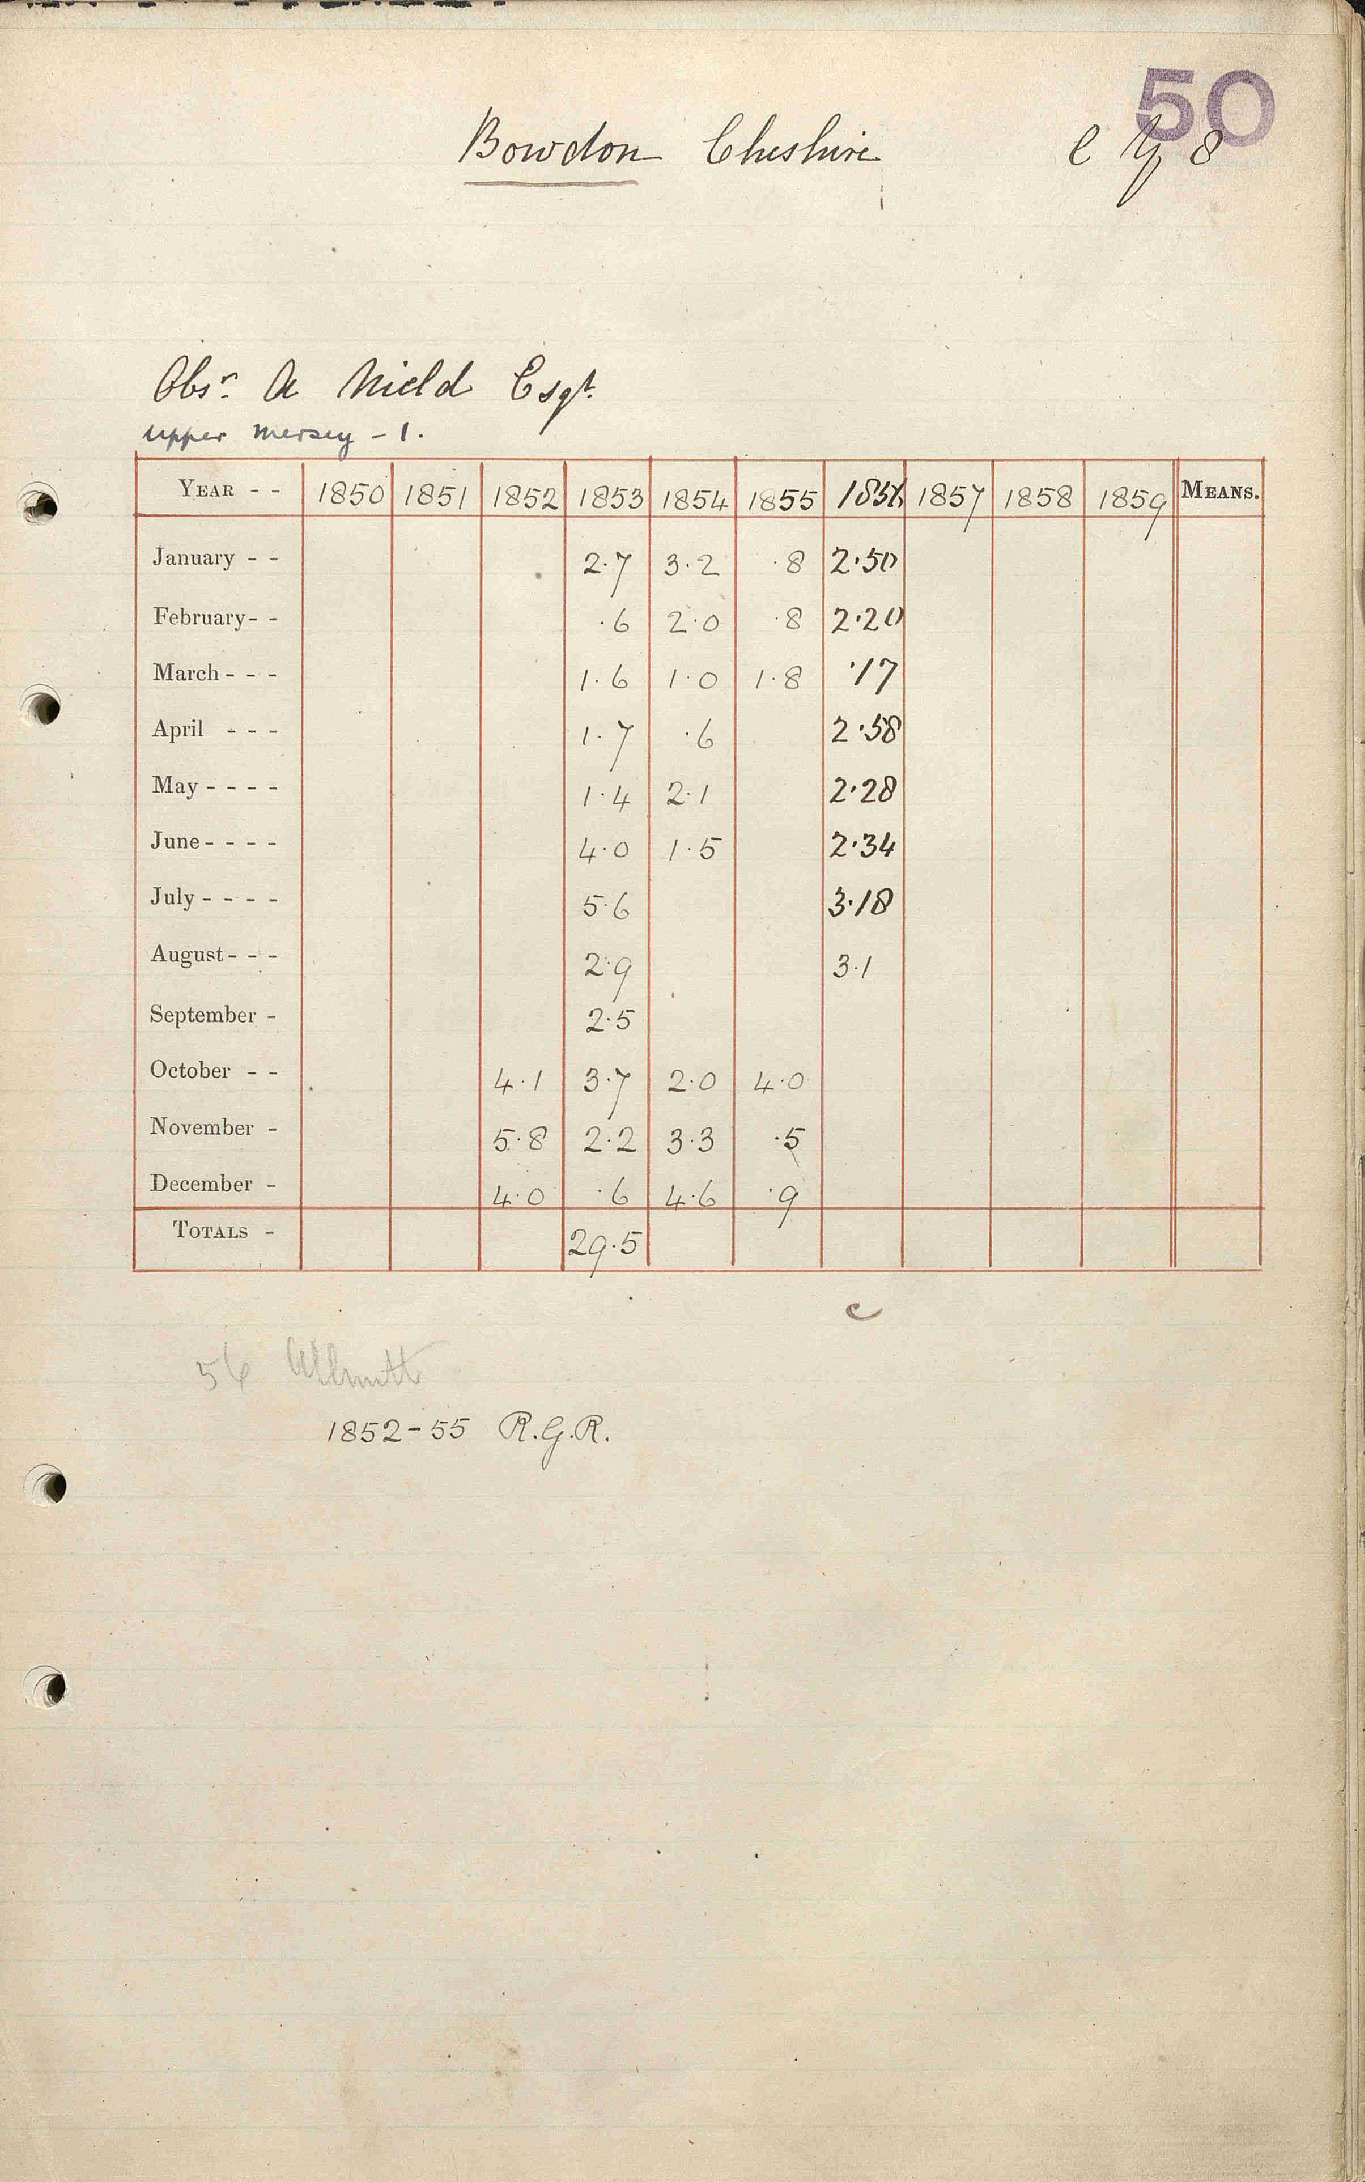 50
Bowdon Cheshire
Obsr. A Nield Esqr.
Upper Mersey - 1.
YEAR - - 1850 1851 1852 1853 1854 1855 1856 1857 1858 1859 MEANS.
January - - 2.7 3.2 .8 2.50
February - - .6 2.0 .8 2.20
March - - - 1.6 1.0 1.8 .17
April - - - 1.7 .6 2.58
May - - - - 1.4 2.1 2.28
June - - - - 4.0 1.5 2.34
July - - - - 5.6 3.18
August - - - 2.9 3.1
September - 2.5
October - - 4.1 3.7 2.0 4.0
November - 5.8 2.2 3.3 .5
December - 4.0 .6 4.6 .9
TOTALS - 29.5
c
56
1852-55 R.G.R.